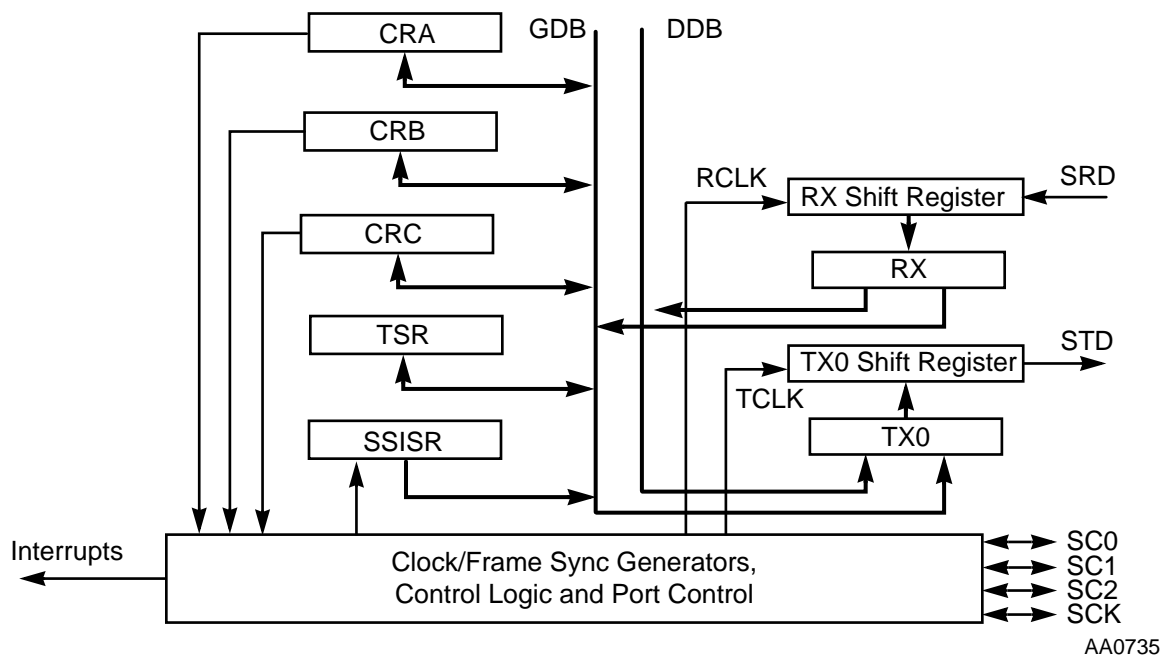 CRA
GDB
DDB
CRB
RCLK
RX Shift Register
SRD
CRC
RX
TSR
STD
TX0 Shift Register
TCLK
SSISR
TX0
Interrupts
Clock/Frame Sync Generators,
Control Logic and Port Control
SC0
SC1
SC2
SCK
AA0735